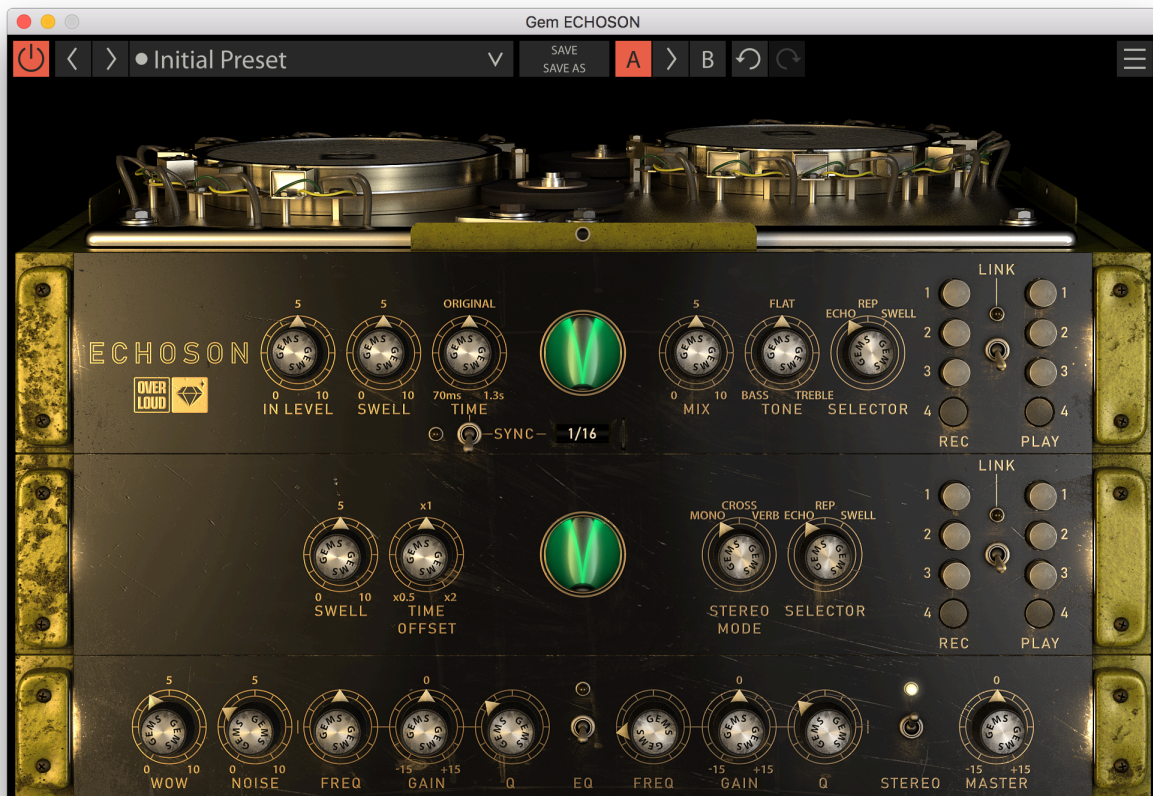 Gem ECHOSON
Initial Preset
SAVE
SAVE AS
A
B
LINK
ECHOSON
OVER
LOUD
5
0 10
IN LEVEL
5
0 10
SWELL
ORIGINAL
70ms 1.3s
TIME
SYNC
1/16
5
0 10
MIX
FLAT
BASS TREBLE
TONE
ECHO REP SWELL
SELECTOR
1 1
2 2
3 3
4 4
REC PLAY
LINK
5
0 10
SWELL
x1
x0.5 x2
TIME
OFFSET
MONO CROSS VERB
STEREO
MODE
ECHO REP SWELL
SELECTOR
1 1
2 2
3 3
4 4
REC PLAY
5
0 10
WOW
5
0 10
NOISE
FREQ
0
-15 +15
GAIN
Q
EQ
FREQ
0
-15 +15
GAIN
Q
STEREO
0
-15 +15
MASTER
GEMS GEMS